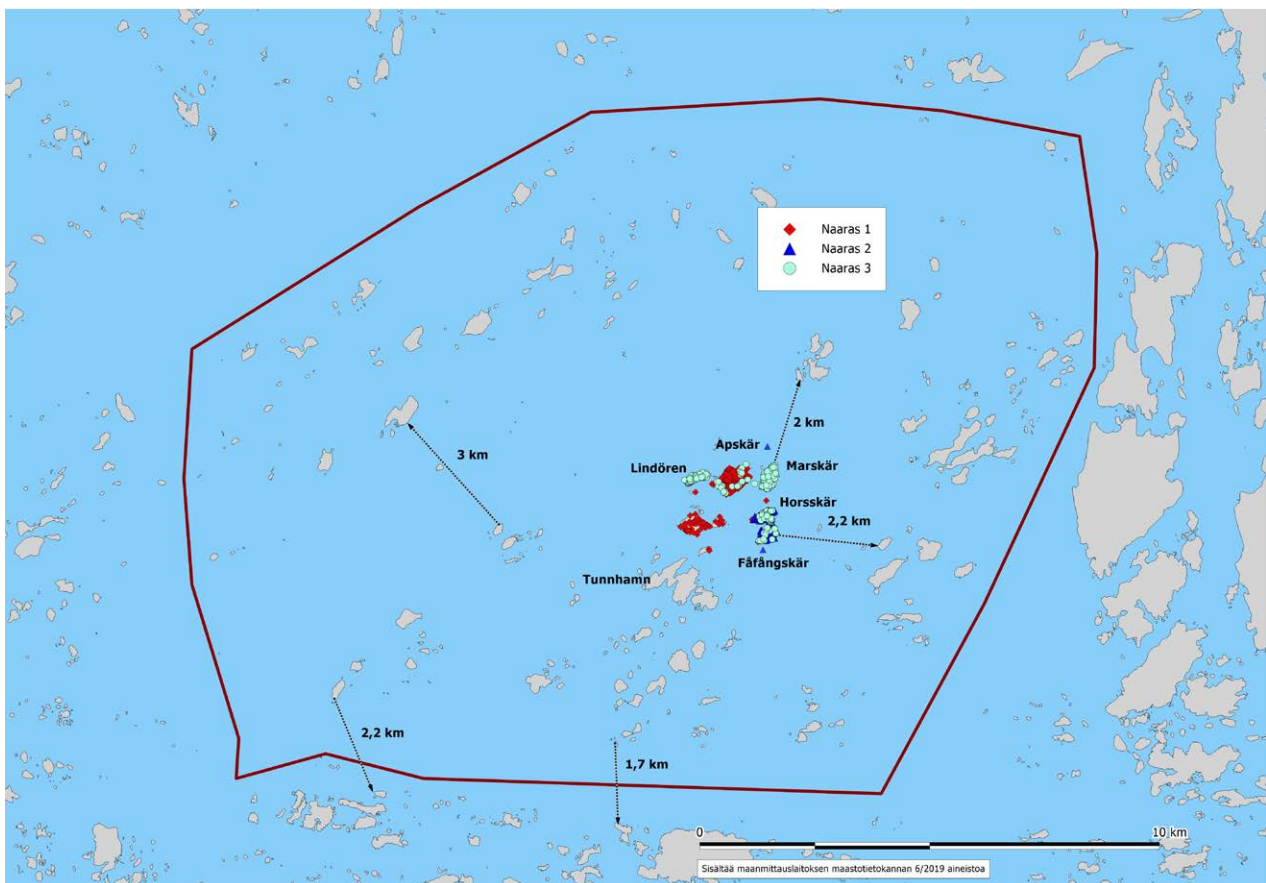 Naaras 1
Naaras 2
Naaras 3
2 km
Äpskär
3 km
Lindören
Marskär
Horsskär
2,2 km
Fåfångskär
Tunnhamn
2,2 km
1,7 km
0 10 km
Sisältää maanmittauslaitoksen maastotietokannan 6/2019 aineistoa